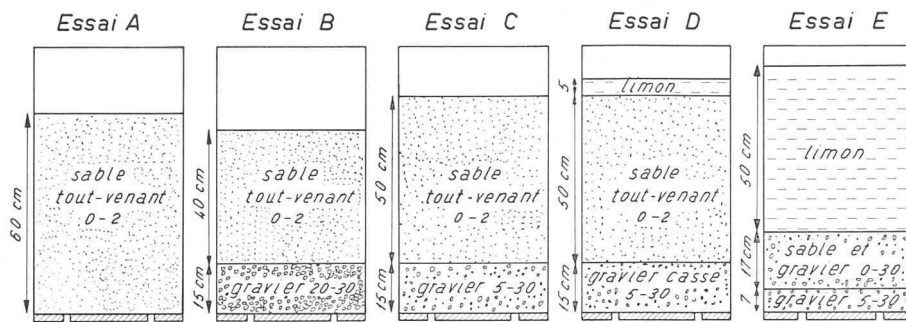 Essai A
60 cm
sable
tout-venant
0-2
Essai B
40 cm
15 cm
sable
tout-venant
0-2
gravier 20-30
Essai C
50 cm
15 cm
sable
tout-venant
0-2
gravier 5-30
Essai D
5
50 cm
15 cm
limon
sable
tout-venant
0-2
gravier cassé
5-30
Essai E
50 cm
17 cm
7
limon
sable et
gravier 0-30
gravier 5-30